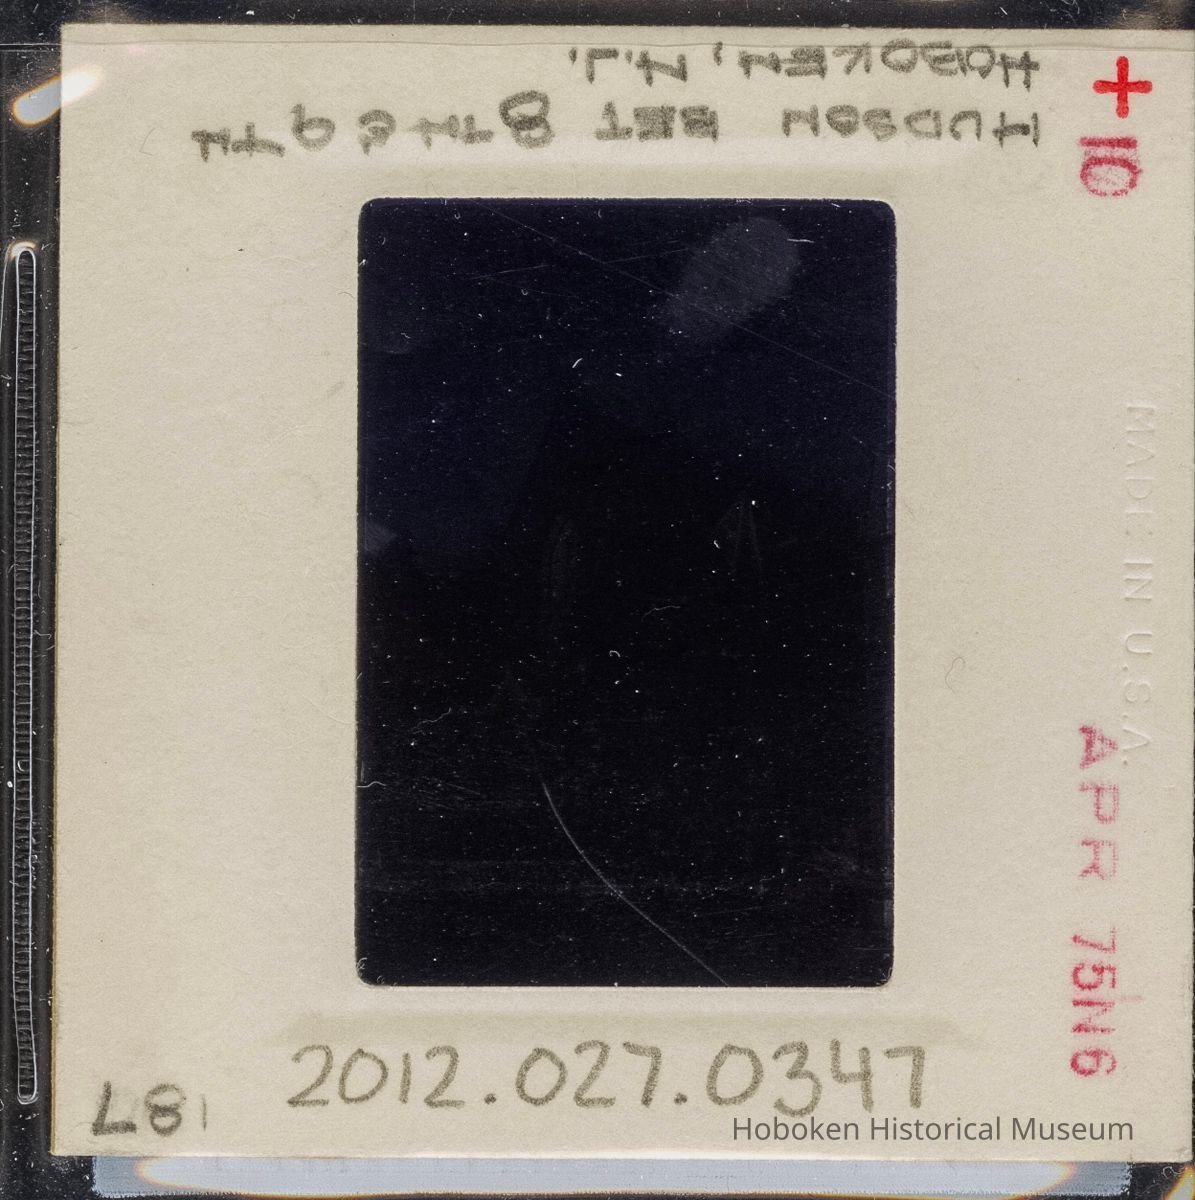 HUDSON BET 8TH & 9TH
HOBOKEN, N.J.
+ 10
MADE IN U.S.A.
APR 75N6
2012.027.0347
187
Hoboken Historical Museum